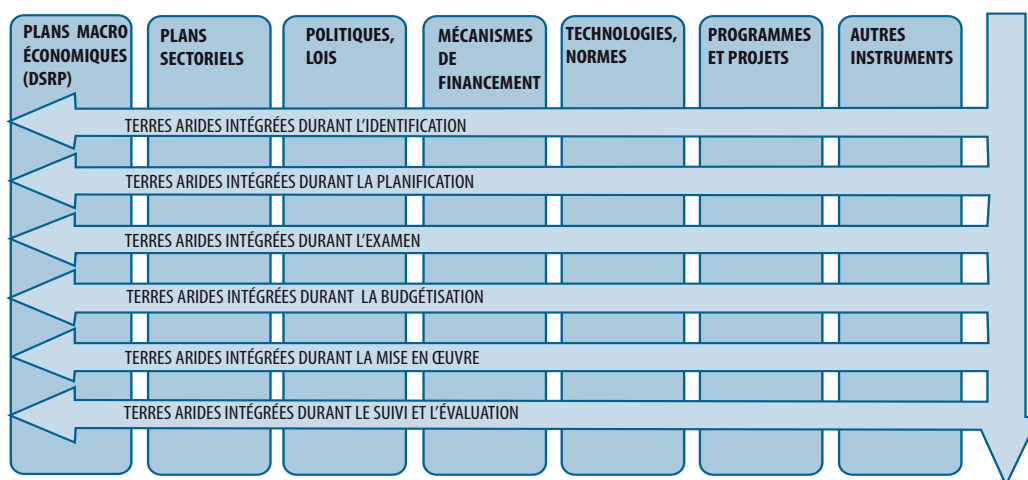 PLANS MACRO
ÉCONOMIQUES
(DSRP)
PLANS
SECTORIELS
POLITIQUES,
LOIS
MÉCANISMES
DE
FINANCEMENT
TECHNOLOGIES,
NORMES
PROGRAMMES
ET PROJETS
AUTRES
INSTRUMENTS
TERRES ARIDES INTÉGRÉES DURANT L'IDENTIFICATION
TERRES ARIDES INTÉGRÉES DURANT LA PLANIFICATION
TERRES ARIDES INTÉGRÉES DURANT L'EXAMEN
TERRES ARIDES INTÉGRÉES DURANT LA BUDGÉTISATION
TERRES ARIDES INTÉGRÉES DURANT LA MISE EN ŒUVRE
TERRES ARIDES INTÉGRÉES DURANT LE SUIVI ET L'ÉVALUATION